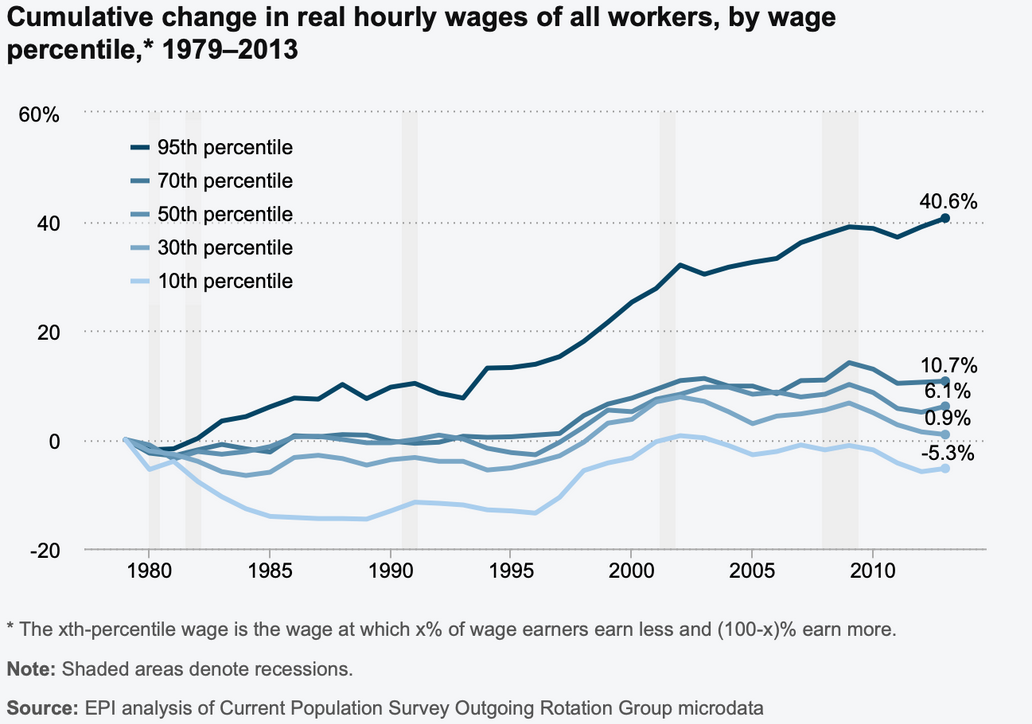 Cumulative change in real hourly wages of all workers, by wage
percentile,* 1979–2013
60%
95th percentile
70th percentile
50th percentile
30th percentile
10th percentile
40
20
0
-20
40.6%
10.7%
6.1%
0.9%
-5.3%
1980 1985 1990 1995 2000 2005 2010
* The xth-percentile wage is the wage at which x% of wage earners earn less and (100-x)% earn more.
Note: Shaded areas denote recessions.
Source: EPI analysis of Current Population Survey Outgoing Rotation Group microdata